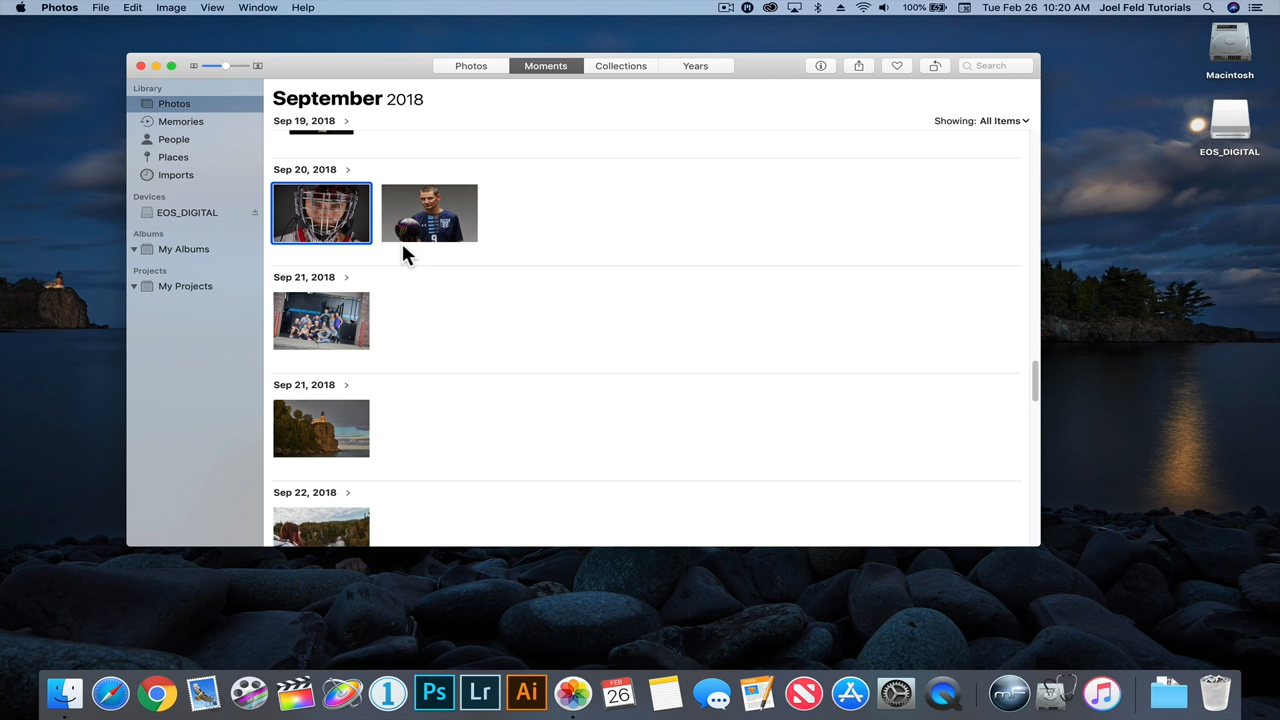 Photos File Edit Image View Window Help 100% Tue Feb 26 10:20 AM Joel Feld Tutorials
Photos Moments Collections Years Search
Macintosh
EOS_DIGITAL
Library
Photos
Memories
People
Places
Imports
Devices
EOS_DIGITAL
Albums
My Albums
Projects
My Projects
September 2018
Sep 19, 2018 >
Showing: All Items
Sep 20, 2018 >
9
Sep 21, 2018 >
Sep 21, 2018 >
Sep 22, 2018 >
1
Ps
Lr
Ai
FEB
26